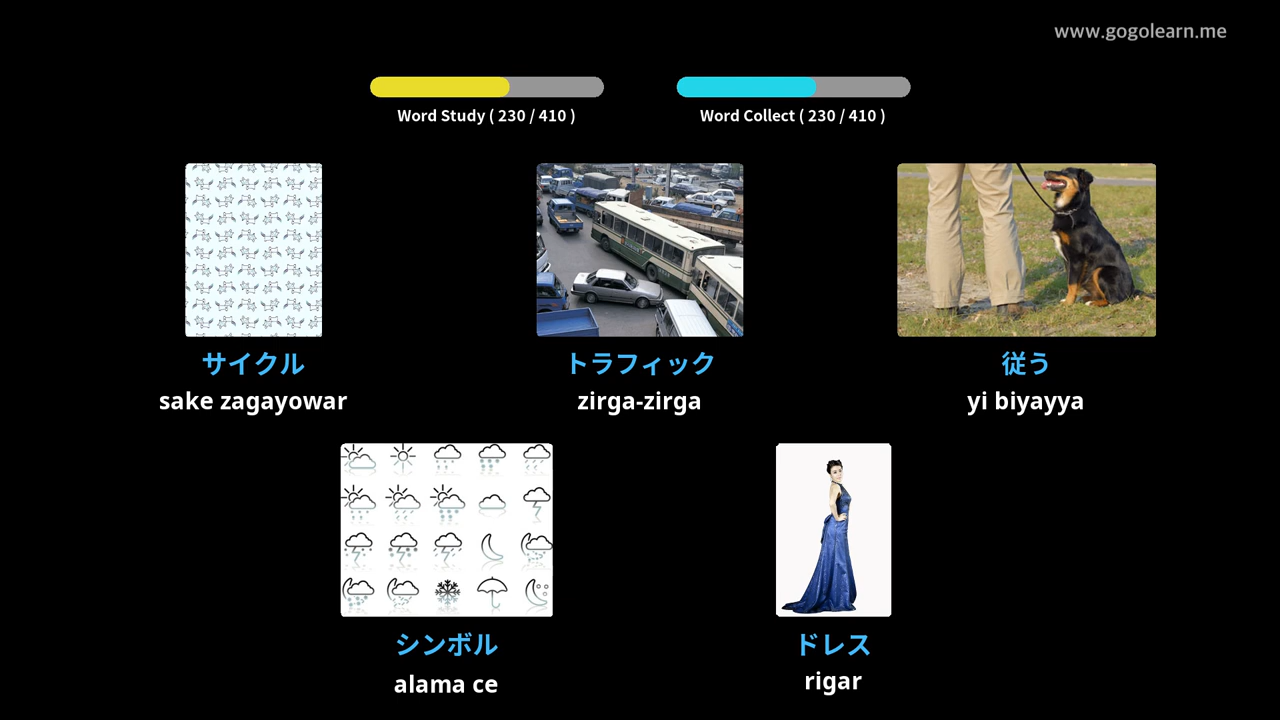 www.gogolearn.me
Word Study ( 230 / 410 )
Word Collect ( 230 / 410 )
サイクル
sake zagayowar
トラフィック
zirga-zirga
従う
yi biyayya
シンボル
alama ce
ドレス
rigar